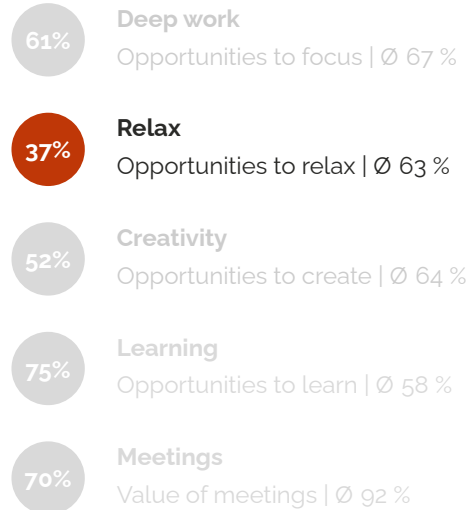 61%
Deep work
Opportunities to focus | Ø 67 %
37%
Relax
Opportunities to relax | Ø 63 %
52%
Creativity
Opportunities to create | Ø 64 %
75%
Learning
Opportunities to learn | Ø 58 %
70%
Meetings
Value of meetings | Ø 92 %